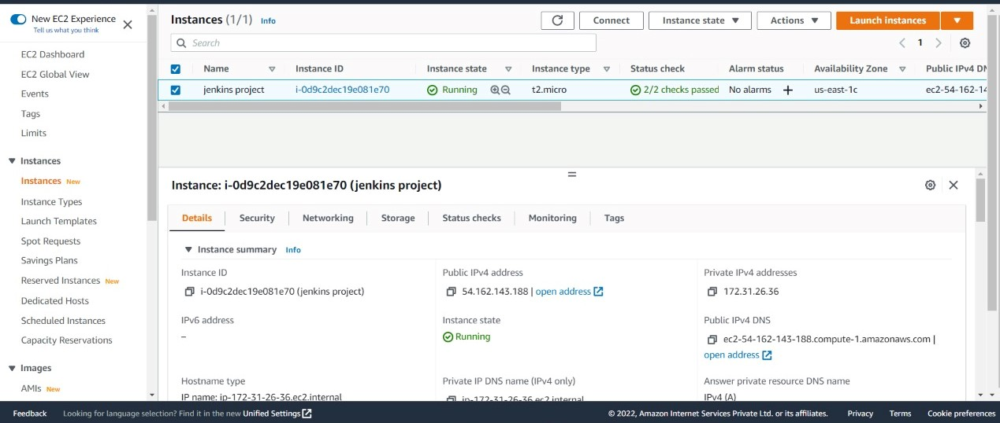 New EC2 Experience
Tell us what you think
EC2 Dashboard
EC2 Global View
Events
Tags
Limits
Instances
Instances New
Instance Types
Launch Templates
Spot Requests
Savings Plans
Reserved Instances New
Dedicated Hosts
Scheduled Instances
Capacity Reservations
Images
AMIs New
Instances (1/1) Info
Connect
Instance state
Actions
Launch instances
Search
1
Name Instance ID Instance state Instance type Status check Alarm status Availability Zone Public IPv4 DN
jenkins project i-0d9c2dec19e081e70 Running t2.micro 2/2 checks passed No alarms + us-east-1c ec2-54-162-14
Instance: i-0d9c2dec19e081e70 (jenkins project)
Details Security Networking Storage Status checks Monitoring Tags
Instance summary Info
Instance ID
i-0d9c2dec19e081e70 (jenkins project)
Public IPv4 address
54.162.143.188 | open address
Private IPv4 addresses
172.31.26.36
IPv6 address
–
Instance state
Running
Public IPv4 DNS
ec2-54-162-143-188.compute-1.amazonaws.com |
open address
Hostname type
IP name: ip-172-31-26-36.ec2.internal
Private IP DNS name (IPv4 only)
ip-172-31-26-36.ec2.internal
Answer private resource DNS name
IPv4 (A)
Feedback Looking for language selection? Find it in the new Unified Settings © 2022, Amazon Internet Services Private Ltd. or its affiliates. Privacy Terms Cookie preferences